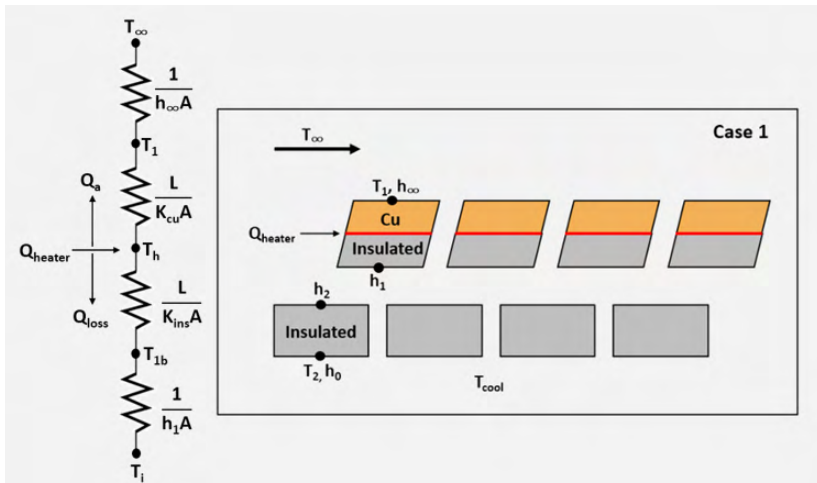 T∞
1
h∞A
T1
Qa
L
KcuA
Qheater
Th
Qloss
L
KinsA
T1b
1
h1A
Ti
Case 1
T∞
T1, h∞
Cu
Qheater
Insulated
h1
h2
Insulated
T2, h0
Tcool